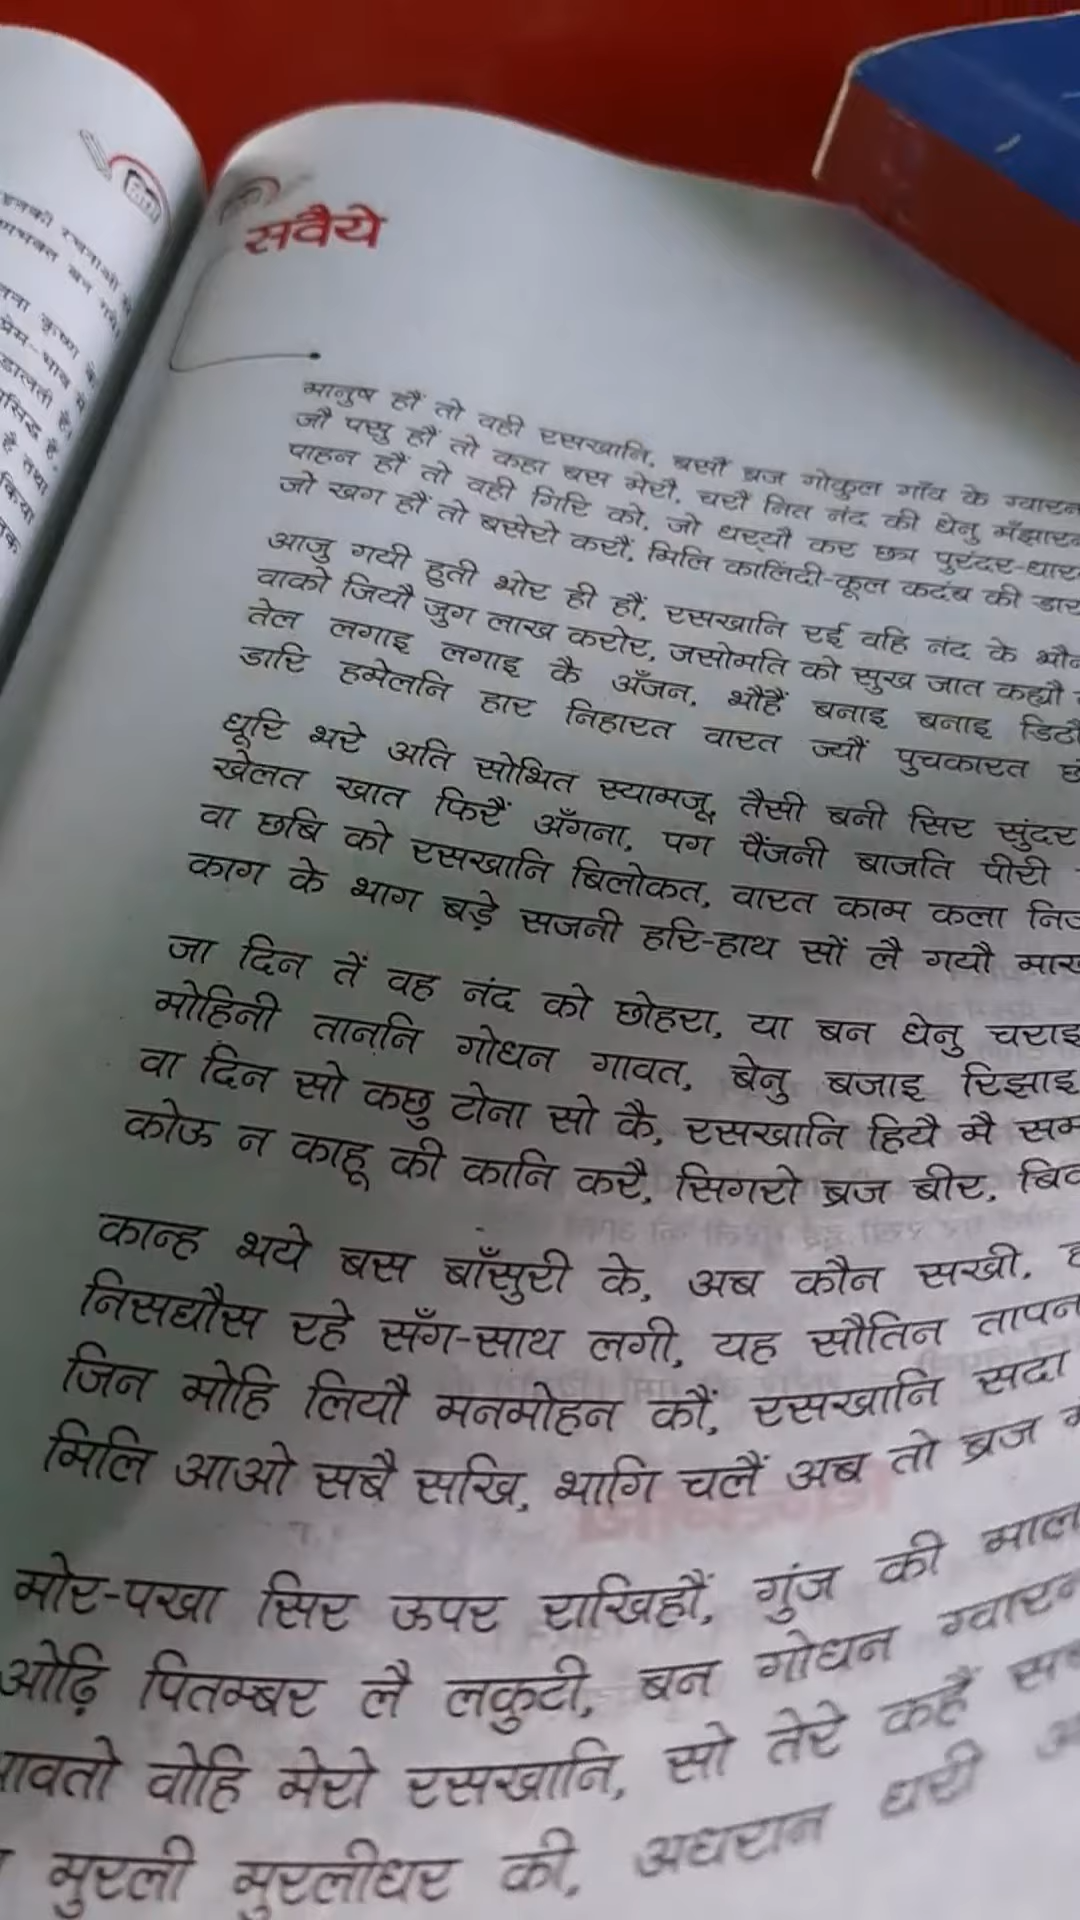 सवैये
मानुष हौं तो वही रसखानि, बसौं ब्रज गोकुल गाँव के ग्वारन
जौ पसु हौं तो कहा बस मेरौ, चरौं नित नंद की धेनु मँझारन
पाहन हौं तो वही गिरि को, जो धर्‌यौ कर छत्र पुरंदर-धार
जो खग हौं तो बसेरो करौं, मिलि कालिंदी-कूल कदंब की डार
आजु गयी हुती भोर ही हौं, रसखानि रई वहि नंद के भौन
वाको जियौ जुग लाख करोर, जसोमति को सुख जात कह्यौ
तेल लगाइ लगाइ कै अँजन, भौहैं बनाइ बनाइ डिठौ
डारि हमेलनि हार निहारत वारत ज्यौं पुचकारत
धूरि भरे अति सोभित स्यामजू, तैसी बनी सिर सुंदर
खेलत खात फिरैं अँगना, पग पैंजनी बाजति पीरी
वा छबि को रसखानि बिलोकत, वारत काम कला निज
काग के भाग बड़े सजनी हरि-हाथ सों लै गयौ माख
जा दिन तें वह नंद को छोहरा, या बन धेनु चराइ
मोहिनी ताननि गोधन गावत, बेनु बजाइ रिझाइ
वा दिन सो कछु टोना सो कै, रसखानि हियै मै सम
कोऊ न काहू की कानि करै, सिगरो ब्रज बीर, बि
कान्ह भये बस बाँसुरी के, अब कौन सखी,
निसद्यौस रहे सँग-साथ लगी, यह सौतिन तापन
जिन मोहि लियौ मनमोहन कौं, रसखानि सदा
मिलि आओ सबै सखि, भागि चलैं अब तो ब्रज
मोर-पखा सिर ऊपर राखिहौं, गुंज की माल
ओढ़ि पितम्बर लै लकुटी, बन गोधन ग्वारन
ावतो वोहि मेरो रसखानि, सो तेरे कहैं
मुरली मुरलीधर की, अधरान धरी